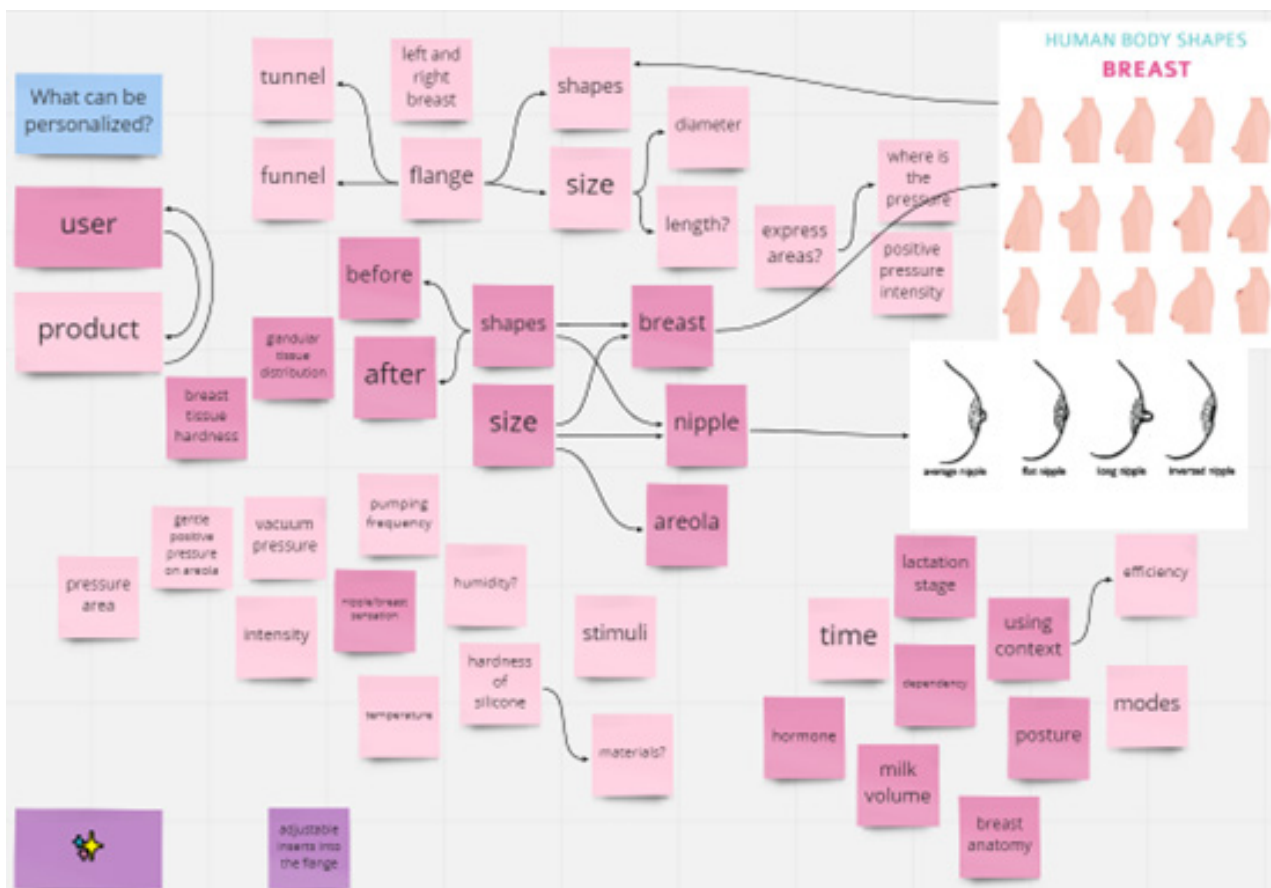 HUMAN BODY SHAPES
BREAST
What can be
personalized?
tunnel
left and
right
breast
shapes
diameter
funnel
flange
size
length?
where is
the
pressure
express
areas?
positive
pressure
intensity
user
product
before
after
gandular
tissue
distribution
breast
tissue
hardness
shapes
size
breast
nipple
areola
average nipple
flat nipple
long nipple
inverted nipple
pressure
area
gentle
positive
pressure
on areola
vacuum
pressure
pumping
frequency
intensity
nipple/breast
sensation
humidity?
temperature
hardness
of
silicone
stimuli
materials?
lactation
stage
efficiency
time
using
context
dependency
modes
hormone
posture
milk
volume
breast
anatomy
adjustable
inserts into
the flange